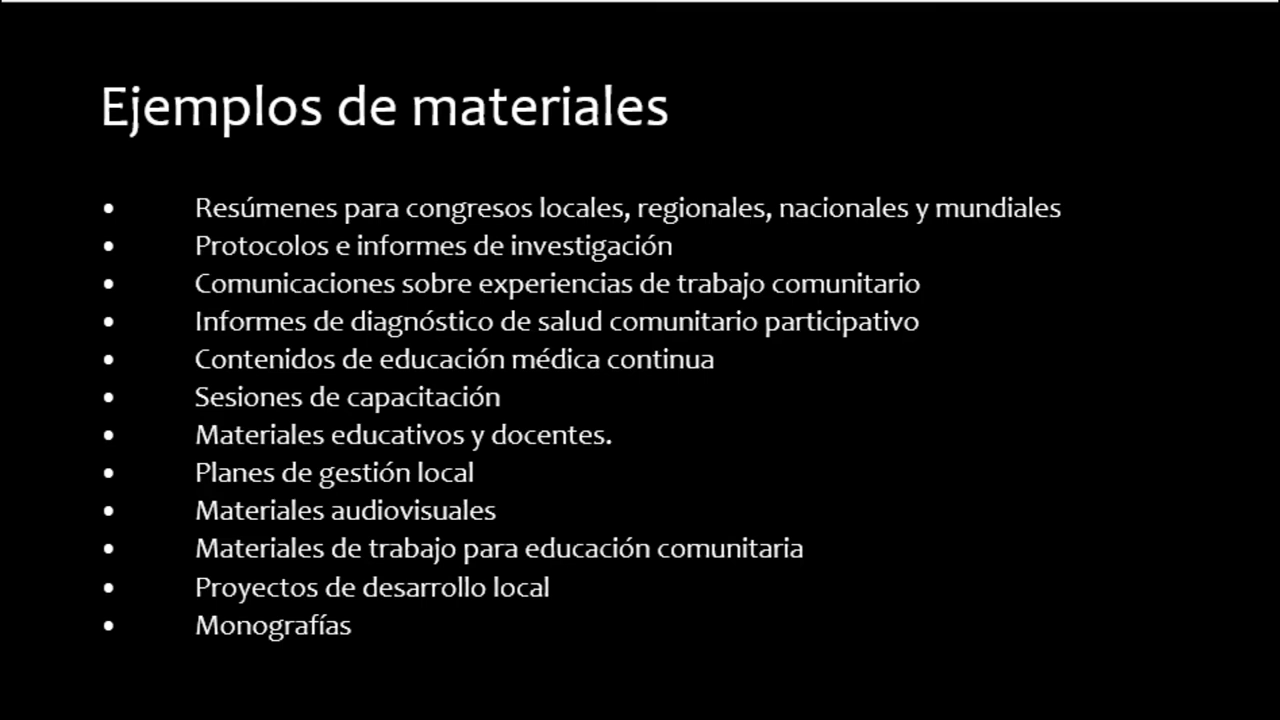 Ejemplos de materiales
• Resúmenes para congresos locales, regionales, nacionales y mundiales
• Protocolos e informes de investigación
• Comunicaciones sobre experiencias de trabajo comunitario
• Informes de diagnóstico de salud comunitario participativo
• Contenidos de educación médica continua
• Sesiones de capacitación
• Materiales educativos y docentes.
• Planes de gestión local
• Materiales audiovisuales
• Materiales de trabajo para educación comunitaria
• Proyectos de desarrollo local
• Monografías